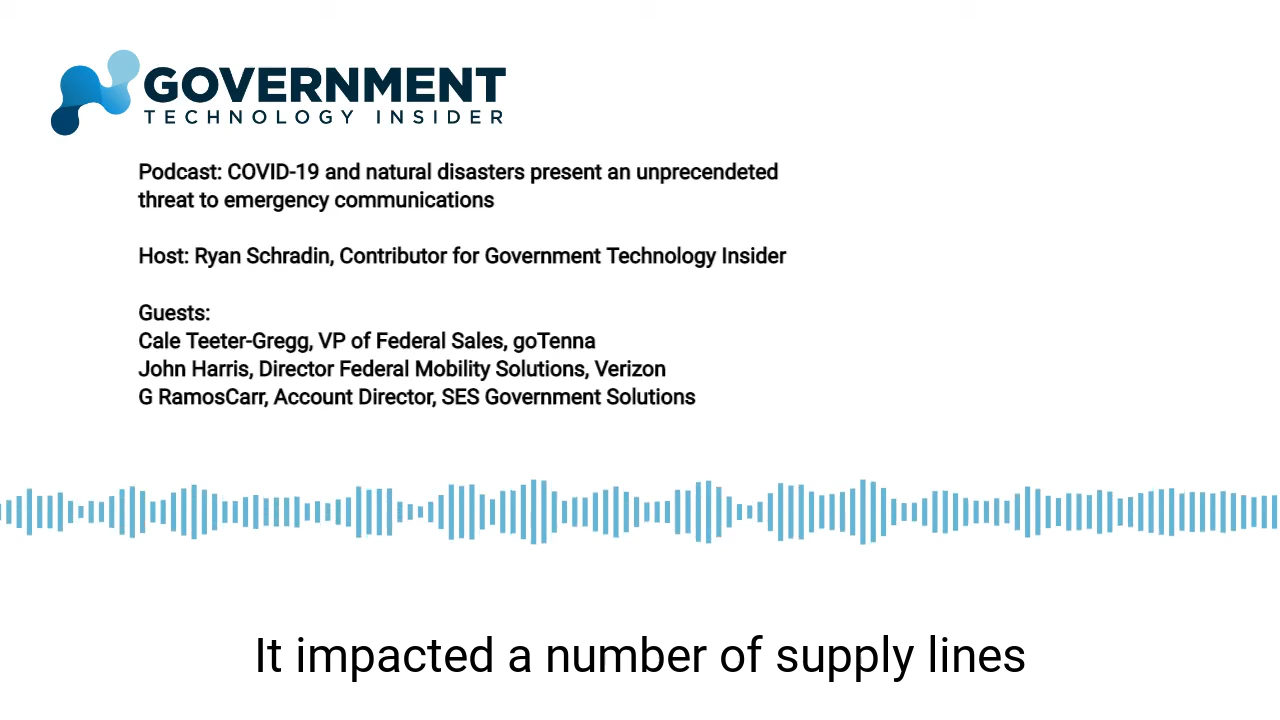 GOVERNMENT
TECHNOLOGY INSIDER
Podcast: COVID-19 and natural disasters present an unprecendeted
threat to emergency communications
Host: Ryan Schradin, Contributor for Government Technology Insider
Guests:
Cale Teeter-Gregg, VP of Federal Sales, goTenna
John Harris, Director Federal Mobility Solutions, Verizon
G RamosCarr, Account Director, SES Government Solutions
It impacted a number of supply lines